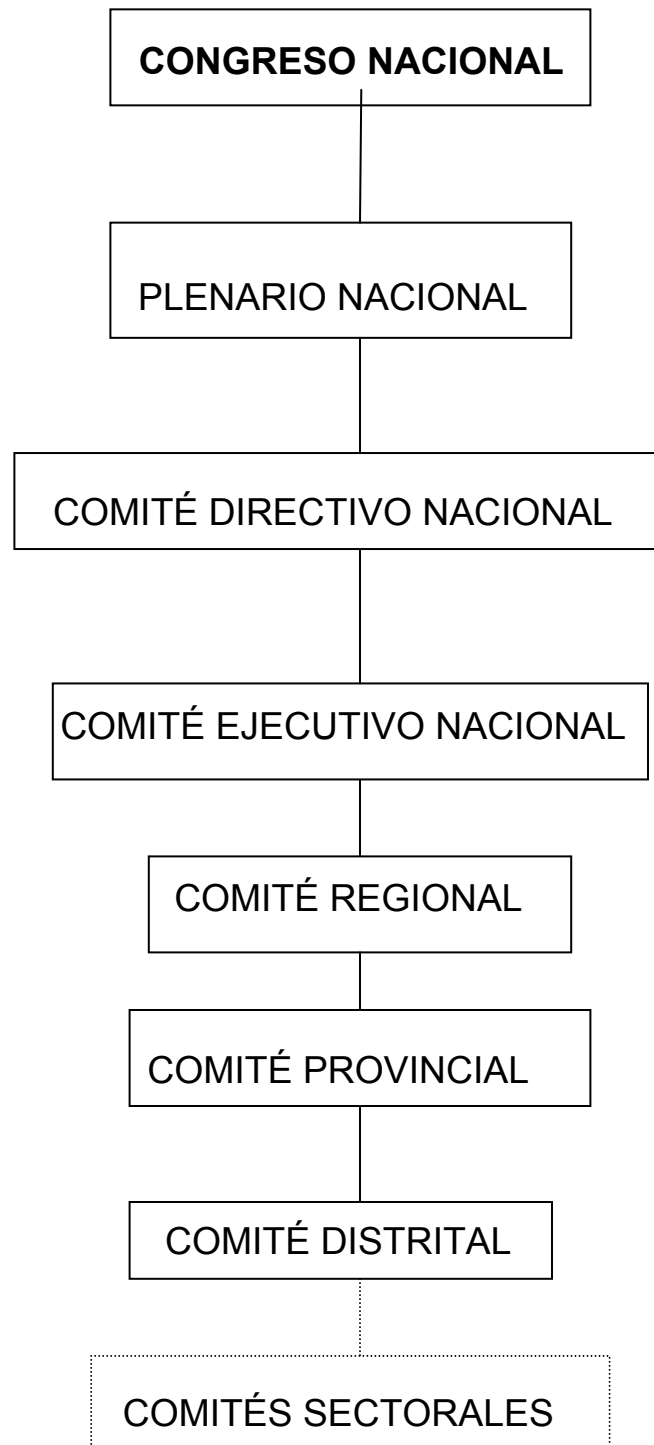 CONGRESO NACIONAL
PLENARIO NACIONAL
COMITÉ DIRECTIVO NACIONAL
COMITÉ EJECUTIVO NACIONAL
COMITÉ REGIONAL
COMITÉ PROVINCIAL
COMITÉ DISTRITAL
COMITÉS SECTORALES